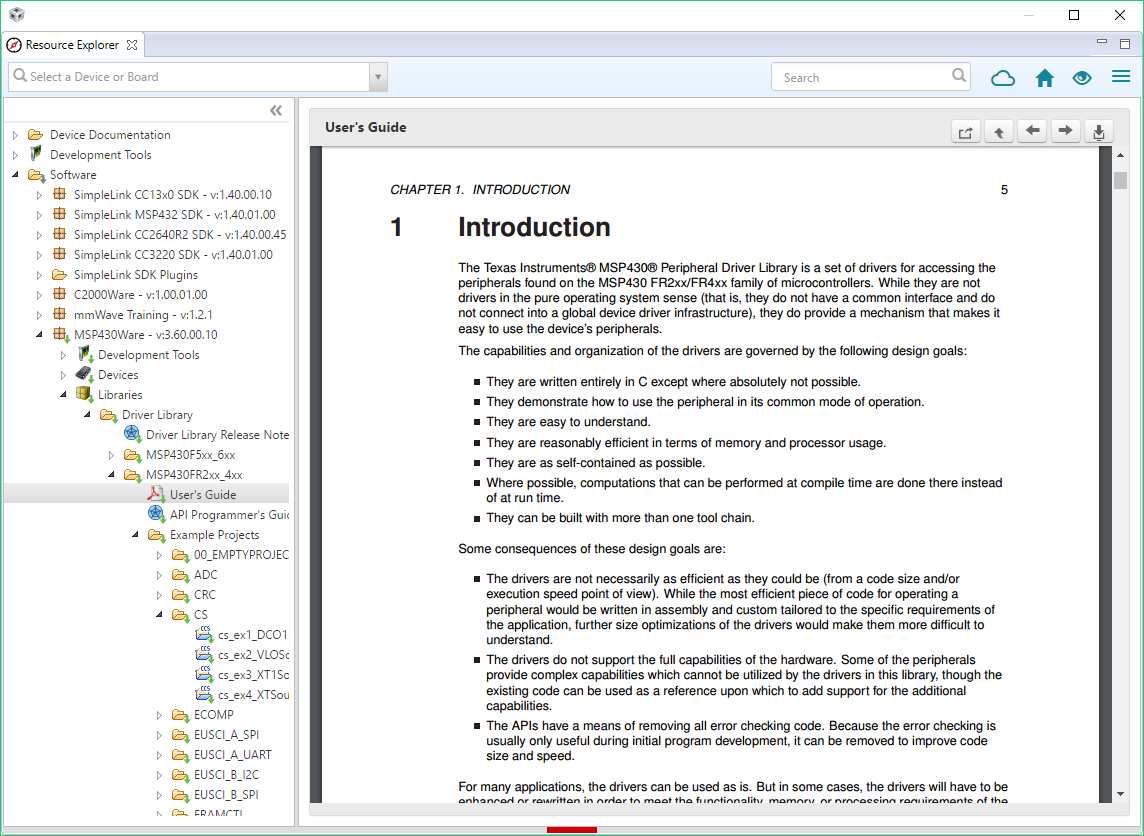 Resource Explorer
Select a Device or Board
Search
Device Documentation
Development Tools
Software
SimpleLink CC13x0 SDK - v:1.40.00.10
SimpleLink MSP432 SDK - v:1.40.01.00
SimpleLink CC2640R2 SDK - v:1.40.00.45
SimpleLink CC3220 SDK - v:1.40.01.00
SimpleLink SDK Plugins
C2000Ware - v:1.00.01.00
mmWave Training - v:1.2.1
MSP430Ware - v:3.60.00.10
Development Tools
Devices
Libraries
Driver Library
Driver Library Release Note
MSP430F5xx_6xx
MSP430FR2xx_4xx
User's Guide
API Programmer's Guid
Example Projects
00_EMPTYPROJEC
ADC
CRC
CS
cs_ex1_DCO1
cs_ex2_VLOSc
cs_ex3_XT1So
cs_ex4_XTSou
ECOMP
EUSCI_A_SPI
EUSCI_A_UART
EUSCI_B_I2C
EUSCI_B_SPI
FRAMCTL
User's Guide
CHAPTER 1. INTRODUCTION 5
1 Introduction
The Texas Instruments® MSP430® Peripheral Driver Library is a set of drivers for accessing the
peripherals found on the MSP430 FR2xx/FR4xx family of microcontrollers. While they are not
drivers in the pure operating system sense (that is, they do not have a common interface and do
not connect into a global device driver infrastructure), they do provide a mechanism that makes it
easy to use the device's peripherals.
The capabilities and organization of the drivers are governed by the following design goals:
They are written entirely in C except where absolutely not possible.
They demonstrate how to use the peripheral in its common mode of operation.
They are easy to understand.
They are reasonably efficient in terms of memory and processor usage.
They are as self-contained as possible.
Where possible, computations that can be performed at compile time are done there instead
of at run time.
They can be built with more than one tool chain.
Some consequences of these design goals are:
The drivers are not necessarily as efficient as they could be (from a code size and/or
execution speed point of view). While the most efficient piece of code for operating a
peripheral would be written in assembly and custom tailored to the specific requirements of
the application, further size optimizations of the drivers would make them more difficult to
understand.
The drivers do not support the full capabilities of the hardware. Some of the peripherals
provide complex capabilities which cannot be utilized by the drivers in this library, though the
existing code can be used as a reference upon which to add support for the additional
capabilities.
The APIs have a means of removing all error checking code. Because the error checking is
usually only useful during initial program development, it can be removed to improve code
size and speed.
For many applications, the drivers can be used as is. But in some cases, the drivers will have to be
enhanced or rewritten in order to meet the functionality, memory, or processing requirements of the